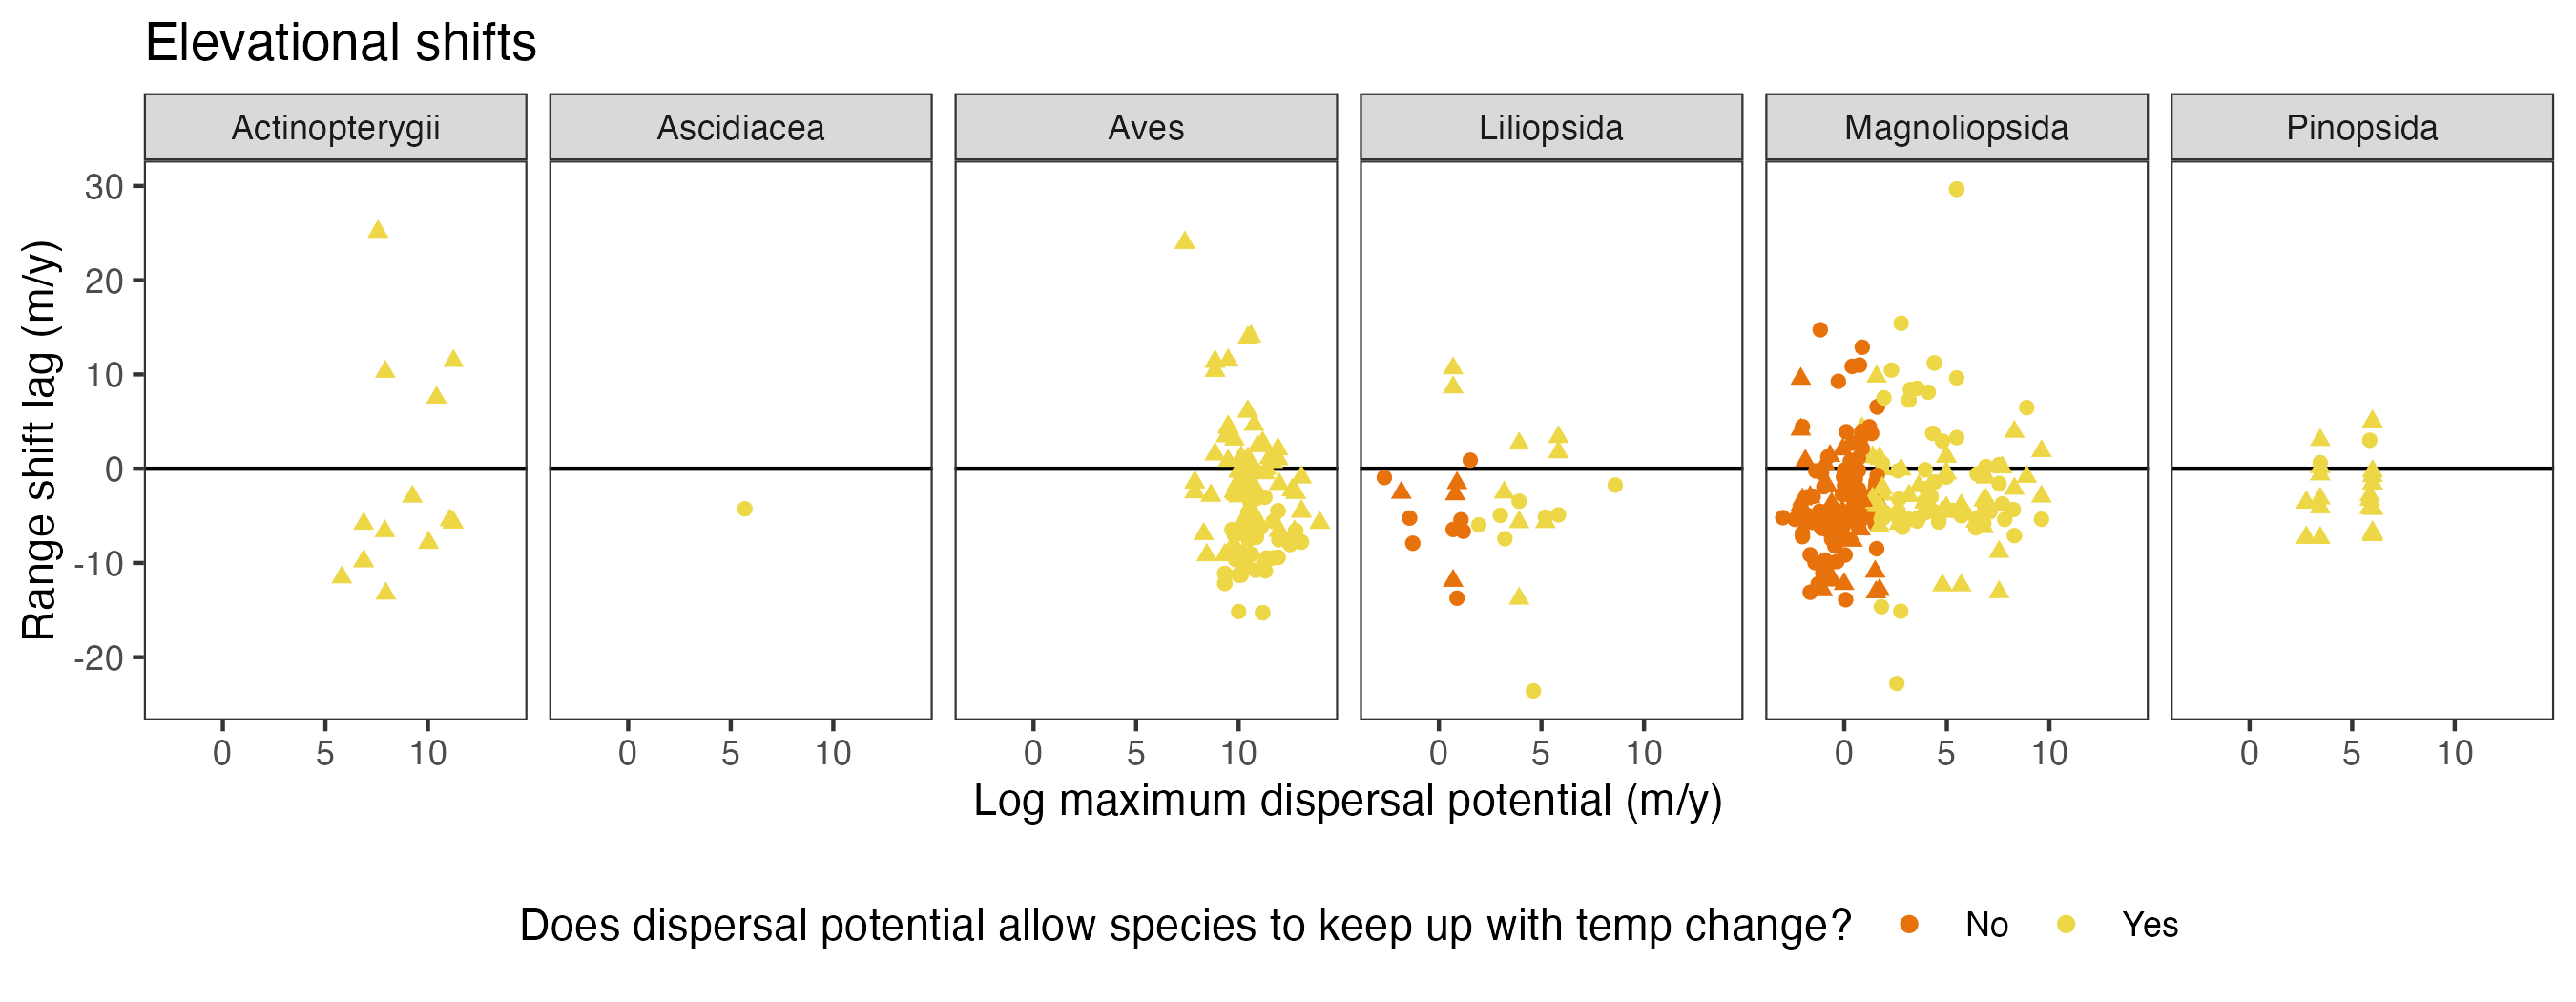 Elevational shifts
Actinopterygii Ascidiacea Aves Liliopsida Magnoliopsida Pinopsida
Range shift lag (m/y)
30
20
10
0
-10
-20
0 5 10 0 5 10 0 5 10 0 5 10 0 5 10 0 5 10
Log maximum dispersal potential (m/y)
Does dispersal potential allow species to keep up with temp change? No Yes